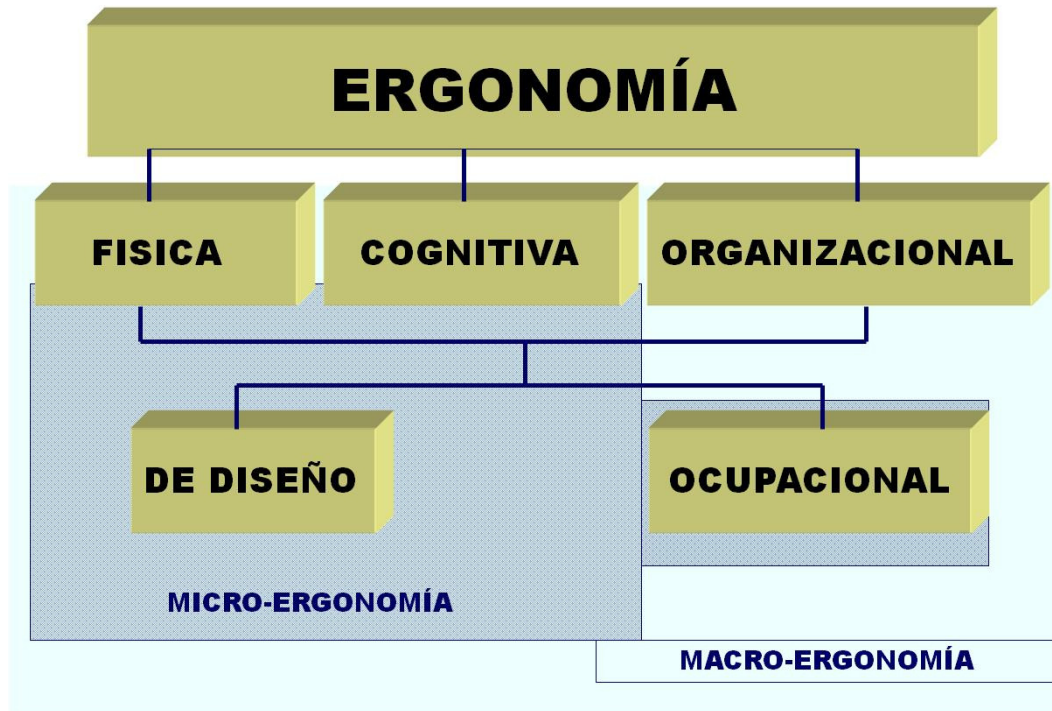 ERGONOMÍA
FISICA
COGNITIVA
ORGANIZACIONAL
DE DISEÑO
OCUPACIONAL
MICRO-ERGONOMÍA
MACRO-ERGONOMÍA